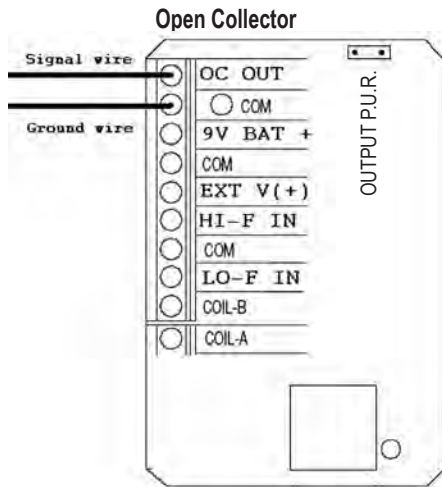 Open Collector
Signal wire
OC OUT
COM
Ground wire
9V BAT +
COM
EXT V(+)
HI-F IN
COM
LO-F IN
COIL-B
COIL-A
OUTPUT P.U.R.